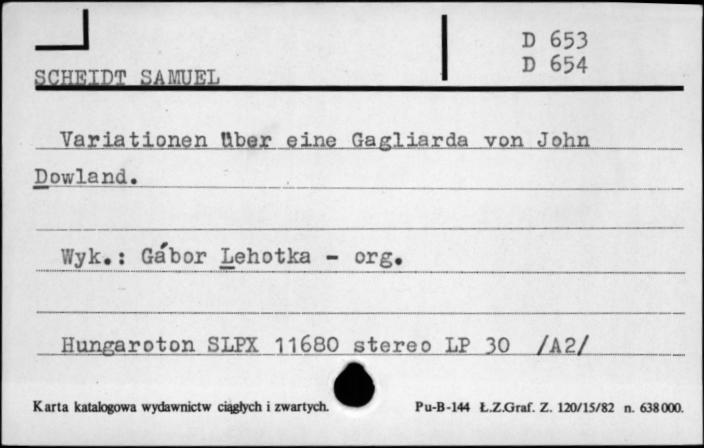 D 653
D 654
SCHEIDT SAMUEL
Variationen über eine Gagliarda von John
Dowland.
Wyk.: Gábor Lehotka - org.
Hungaroton SLPX 11680 stereo LP 30 /A2/
Karta katalogowa wydawnictw ciągłych i zwartych.
Pu-B-144 Ł.Z.Graf. Z. 120/15/82 n. 638000.